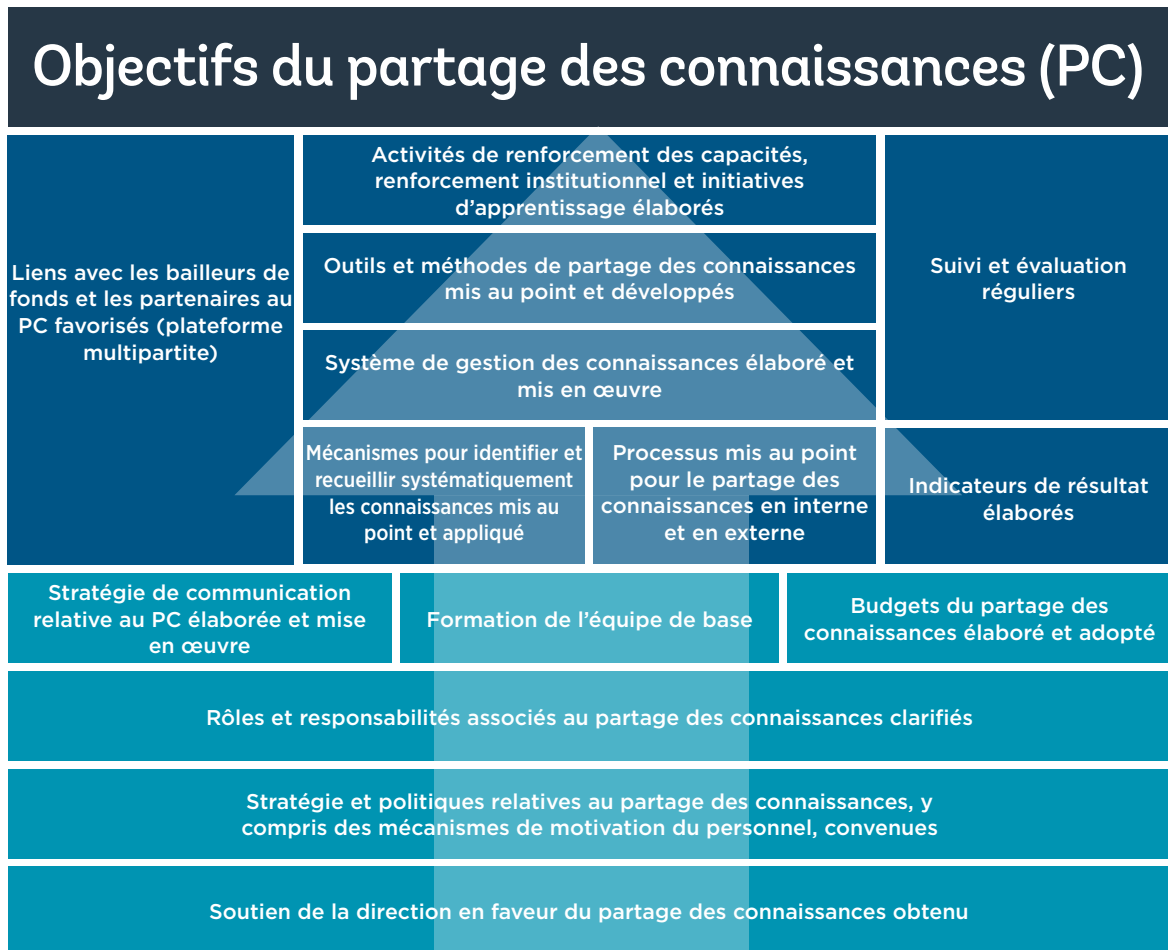 Objectifs du partage des connaissances (PC)
Liens avec les bailleurs de
fonds et les partenaires au
PC favorisés (plateforme
multipartite)
Activités de renforcement des capacités,
renforcement institutionnel et initiatives
d’apprentissage élaborés
Outils et méthodes de partage des connaissances
mis au point et développés
Système de gestion des connaissances élaboré et
mis en œuvre
Mécanismes pour identifier et
recueillir systématiquement
les connaissances mis au
point et appliqué
Processus mis au point
pour le partage des
connaissances en interne
et en externe
Suivi et évaluation
réguliers
Indicateurs de résultat
élaborés
Stratégie de communication
relative au PC élaborée et mise
en œuvre
Formation de l’équipe de base
Budgets du partage des
connaissances élaboré et adopté
Rôles et responsabilités associés au partage des connaissances clarifiés
Stratégie et politiques relatives au partage des connaissances, y
compris des mécanismes de motivation du personnel, convenues
Soutien de la direction en faveur du partage des connaissances obtenu